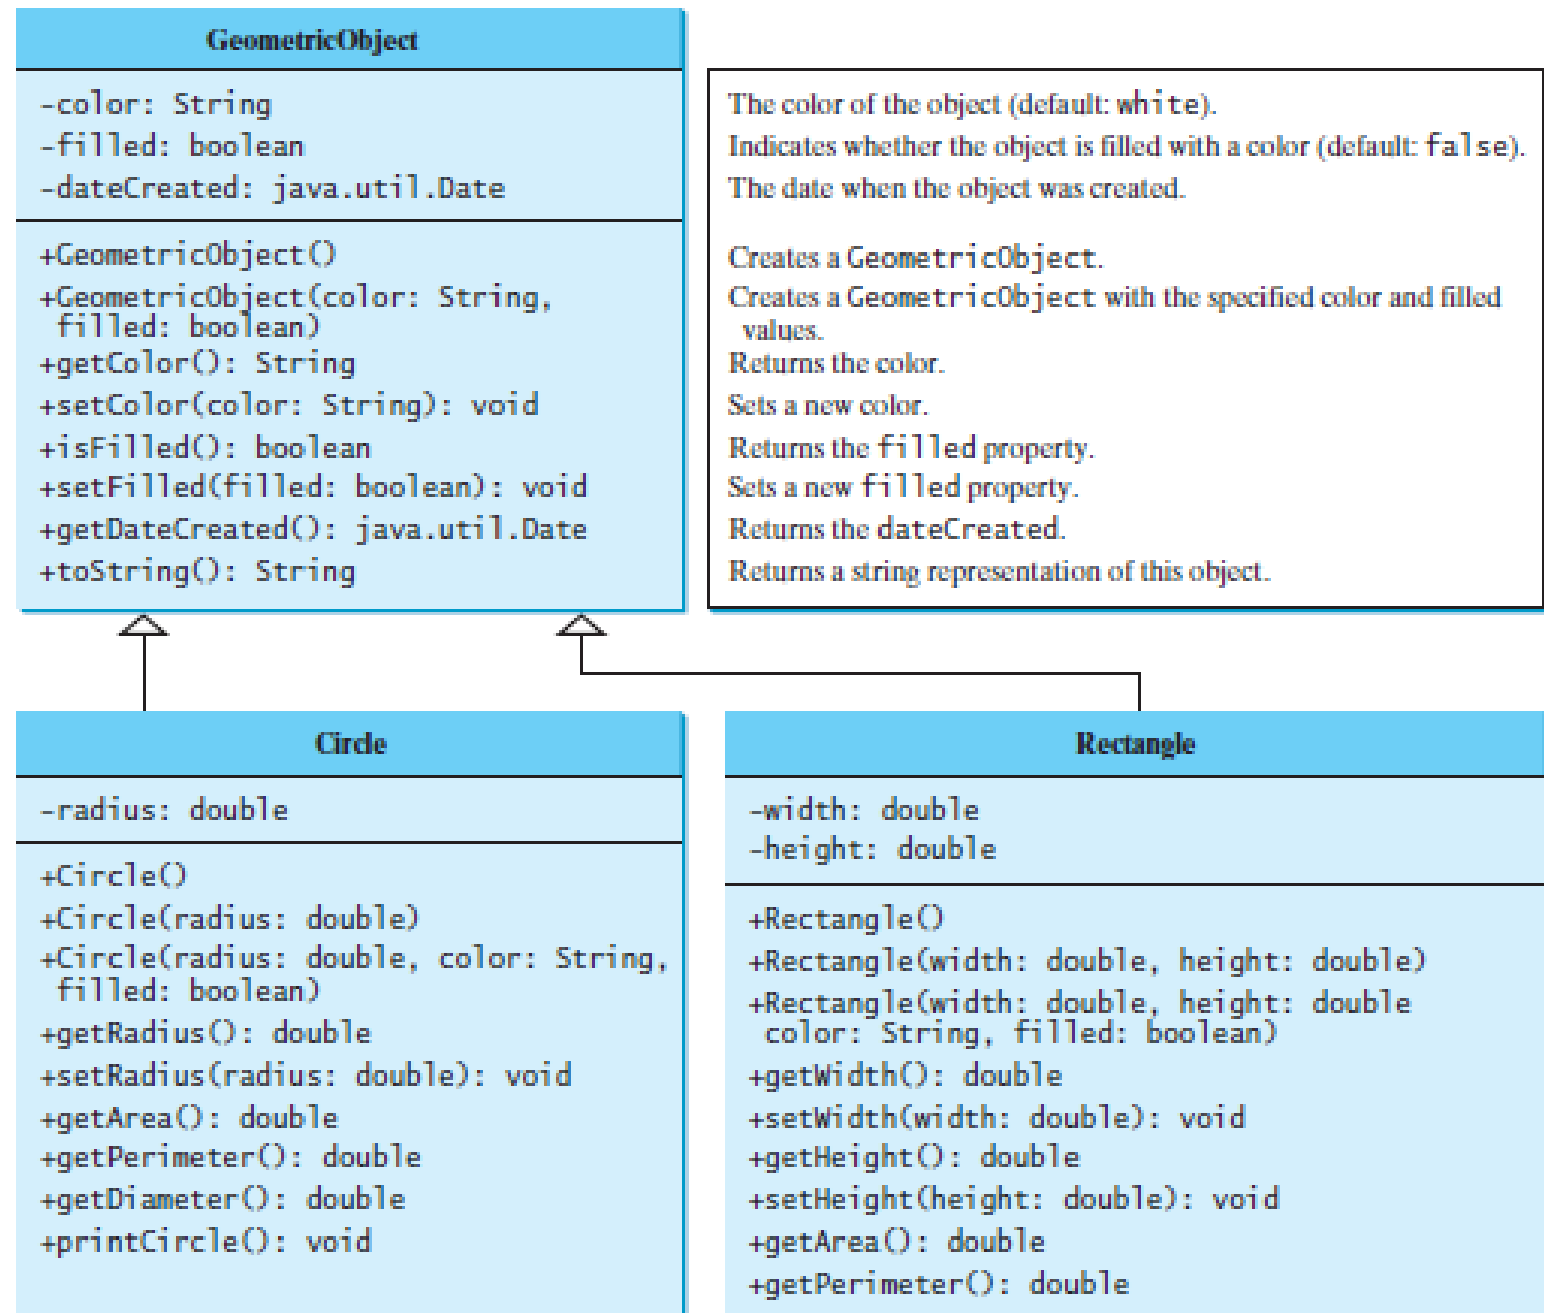 GeometricObject
-color: String
-filled: boolean
-dateCreated: java.util.Date
+GeometricObject()
+GeometricObject(color: String,
filled: boolean)
+getColor(): String
+setColor(color: String): void
+isFilled(): boolean
+setFilled(filled: boolean): void
+getDateCreated(): java.util.Date
+toString(): String
The color of the object (default: white).
Indicates whether the object is filled with a color (default: false).
The date when the object was created.
Creates a GeometricObject.
Creates a GeometricObject with the specified color and filled
values.
Returns the color.
Sets a new color.
Returns the filled property.
Sets a new filled property.
Returns the dateCreated.
Returns a string representation of this object.
Circle
-radius: double
+Circle()
+Circle(radius: double)
+Circle(radius: double, color: String,
filled: boolean)
+getRadius(): double
+setRadius(radius: double): void
+getArea(): double
+getPerimeter(): double
+getDiameter(): double
+printCircle(): void
Rectangle
-width: double
-height: double
+Rectangle()
+Rectangle(width: double, height: double)
+Rectangle(width: double, height: double
color: String, filled: boolean)
+getWidth(): double
+setWidth(width: double): void
+getHeight(): double
+setHeight(height: double): void
+getArea(): double
+getPerimeter(): double